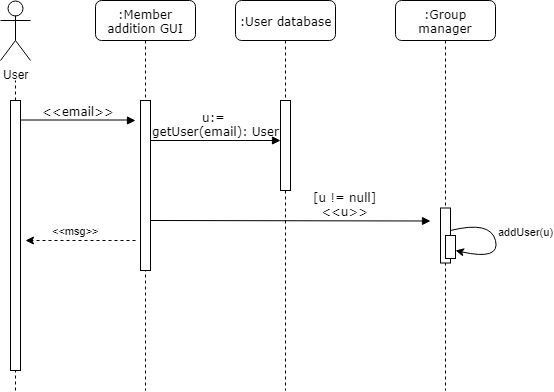 :Member
addition GUI
:User database
:Group
manager
User
<<email>>
u:=
getUser(email): User
[u != null]
<<u>>
<<msg>>
addUser(u)